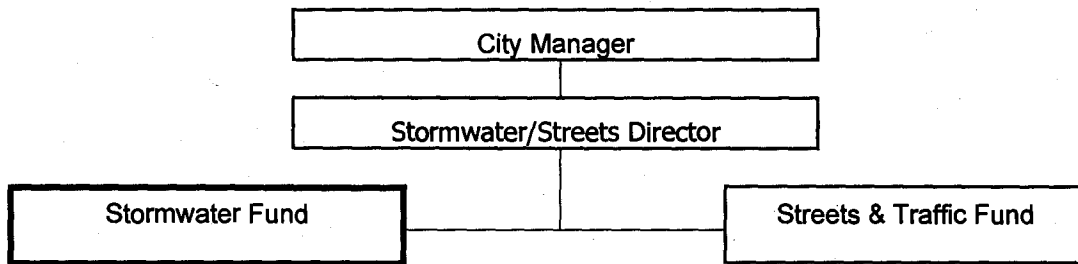 City Manager
Stormwater/Streets Director
Stormwater Fund
Streets & Traffic Fund